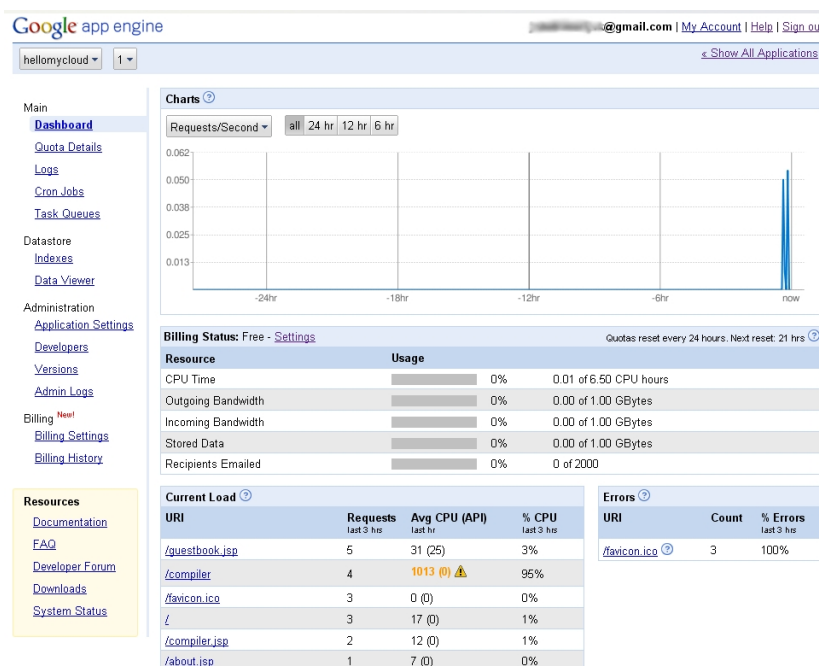 Google app engine
@gmail.com | My Account | Help | Sign ou
hellomycloud 1
« Show All Applications
Main
Dashboard
Quota Details
Logs
Cron Jobs
Task Queues
Datastore
Indexes
Data Viewer
Administration
Application Settings
Developers
Versions
Admin Logs
Billing New!
Billing Settings
Billing History
Resources
Documentation
FAQ
Developer Forum
Downloads
System Status
Charts ?
Requests/Second all 24 hr 12 hr 6 hr
0.062
0.050
0.038
0.025
0.013
-24hr -18hr -12hr -6hr now
Billing Status: Free - Settings Quotas reset every 24 hours. Next reset: 21 hrs ?
Resource Usage
CPU Time 0% 0.01 of 6.50 CPU hours
Outgoing Bandwidth 0% 0.00 of 1.00 GBytes
Incoming Bandwidth 0% 0.00 of 1.00 GBytes
Stored Data 0% 0.00 of 1.00 GBytes
Recipients Emailed 0% 0 of 2000
Current Load ?
URI Requests Avg CPU (API) % CPU
last 3 hrs last hr last 3 hrs
/guestbook.jsp 5 31 (25) 3%
/compiler 4 1013 (0) 95%
/favicon.ico 3 0 (0) 0%
/ 3 17 (0) 1%
/compiler.jsp 2 12 (0) 1%
/about.jsp 1 7 (0) 0%
Errors ?
URI Count % Errors
last 3 hrs
/favicon.ico ? 3 100%